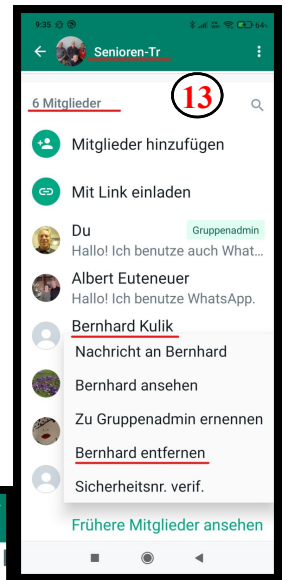 9:35
64
Senioren-Tr
6 Mitglieder
13
Mitglieder hinzufügen
Mit Link einladen
Du
Gruppenadmin
Hallo! Ich benutze auch What...
Albert Euteneuer
Hallo! Ich benutze WhatsApp.
Bernhard Kulik
Nachricht an Bernhard
Bernhard ansehen
Zu Gruppenadmin ernennen
Bernhard entfernen
Sicherheitsnr. verif.
Frühere Mitglieder ansehen